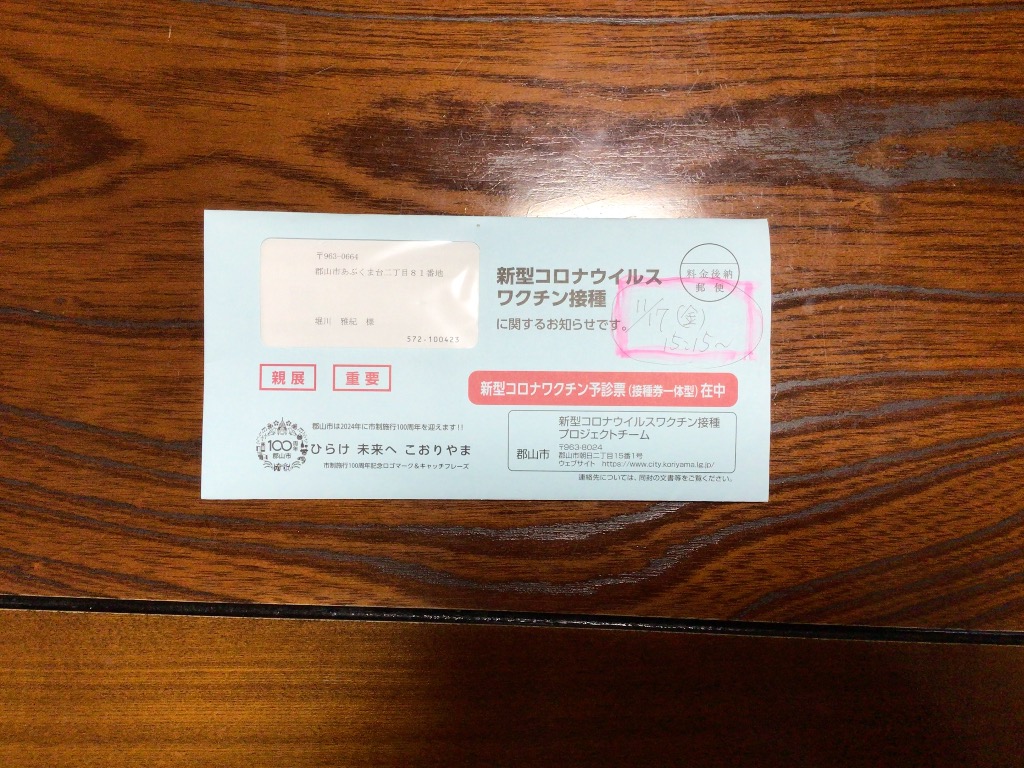 〒963-0664
郡山市あぶくま台二丁目８１番地
堀川 雅紀 様
572-100423
親展
重要
新型コロナウイルス
ワクチン接種
に関するお知らせです。
料金後納
郵便
11/17(金)
15:15〜
新型コロナワクチン予診票(接種券一体型)在中
郡山市は2024年に市制施行100周年を迎えます!!
100
周年
郡山市
ひらけ 未来へ こおりやま
市制施行100周年記念ロゴマーク＆キャッチフレーズ
郡山市
新型コロナウイルスワクチン接種
プロジェクトチーム
〒963-8024
郡山市朝日二丁目15番1号
ウェブサイト https://www.city.koriyama.lg.jp/
連絡先については、同封の文書等をご覧ください。